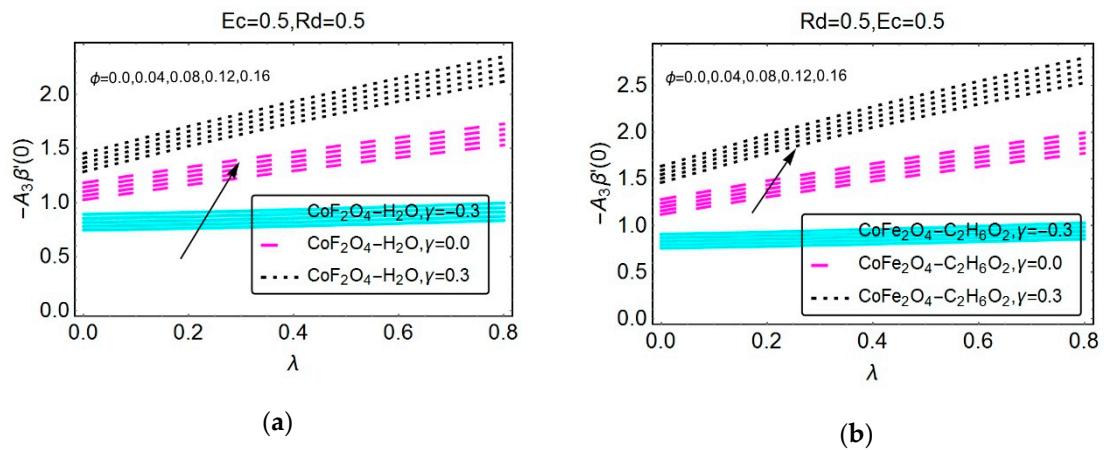 Ec=0.5,Rd=0.5
ϕ=0.0,0.04,0.08,0.12,0.16
−A₃β′(0)
2.0
1.5
1.0
0.5
0.0
CoF₂O₄−H₂O,γ=−0.3
CoF₂O₄−H₂O,γ=0.0
CoF₂O₄−H₂O,γ=0.3
0.0 0.2 0.4 0.6 0.8
λ
(a)
Rd=0.5,Ec=0.5
ϕ=0.0,0.04,0.08,0.12,0.16
−A₃β′(0)
2.5
2.0
1.5
1.0
0.5
0.0
CoFe₂O₄−C₂H₆O₂,γ=−0.3
CoFe₂O₄−C₂H₆O₂,γ=0.0
CoFe₂O₄−C₂H₆O₂,γ=0.3
0.0 0.2 0.4 0.6 0.8
λ
(b)